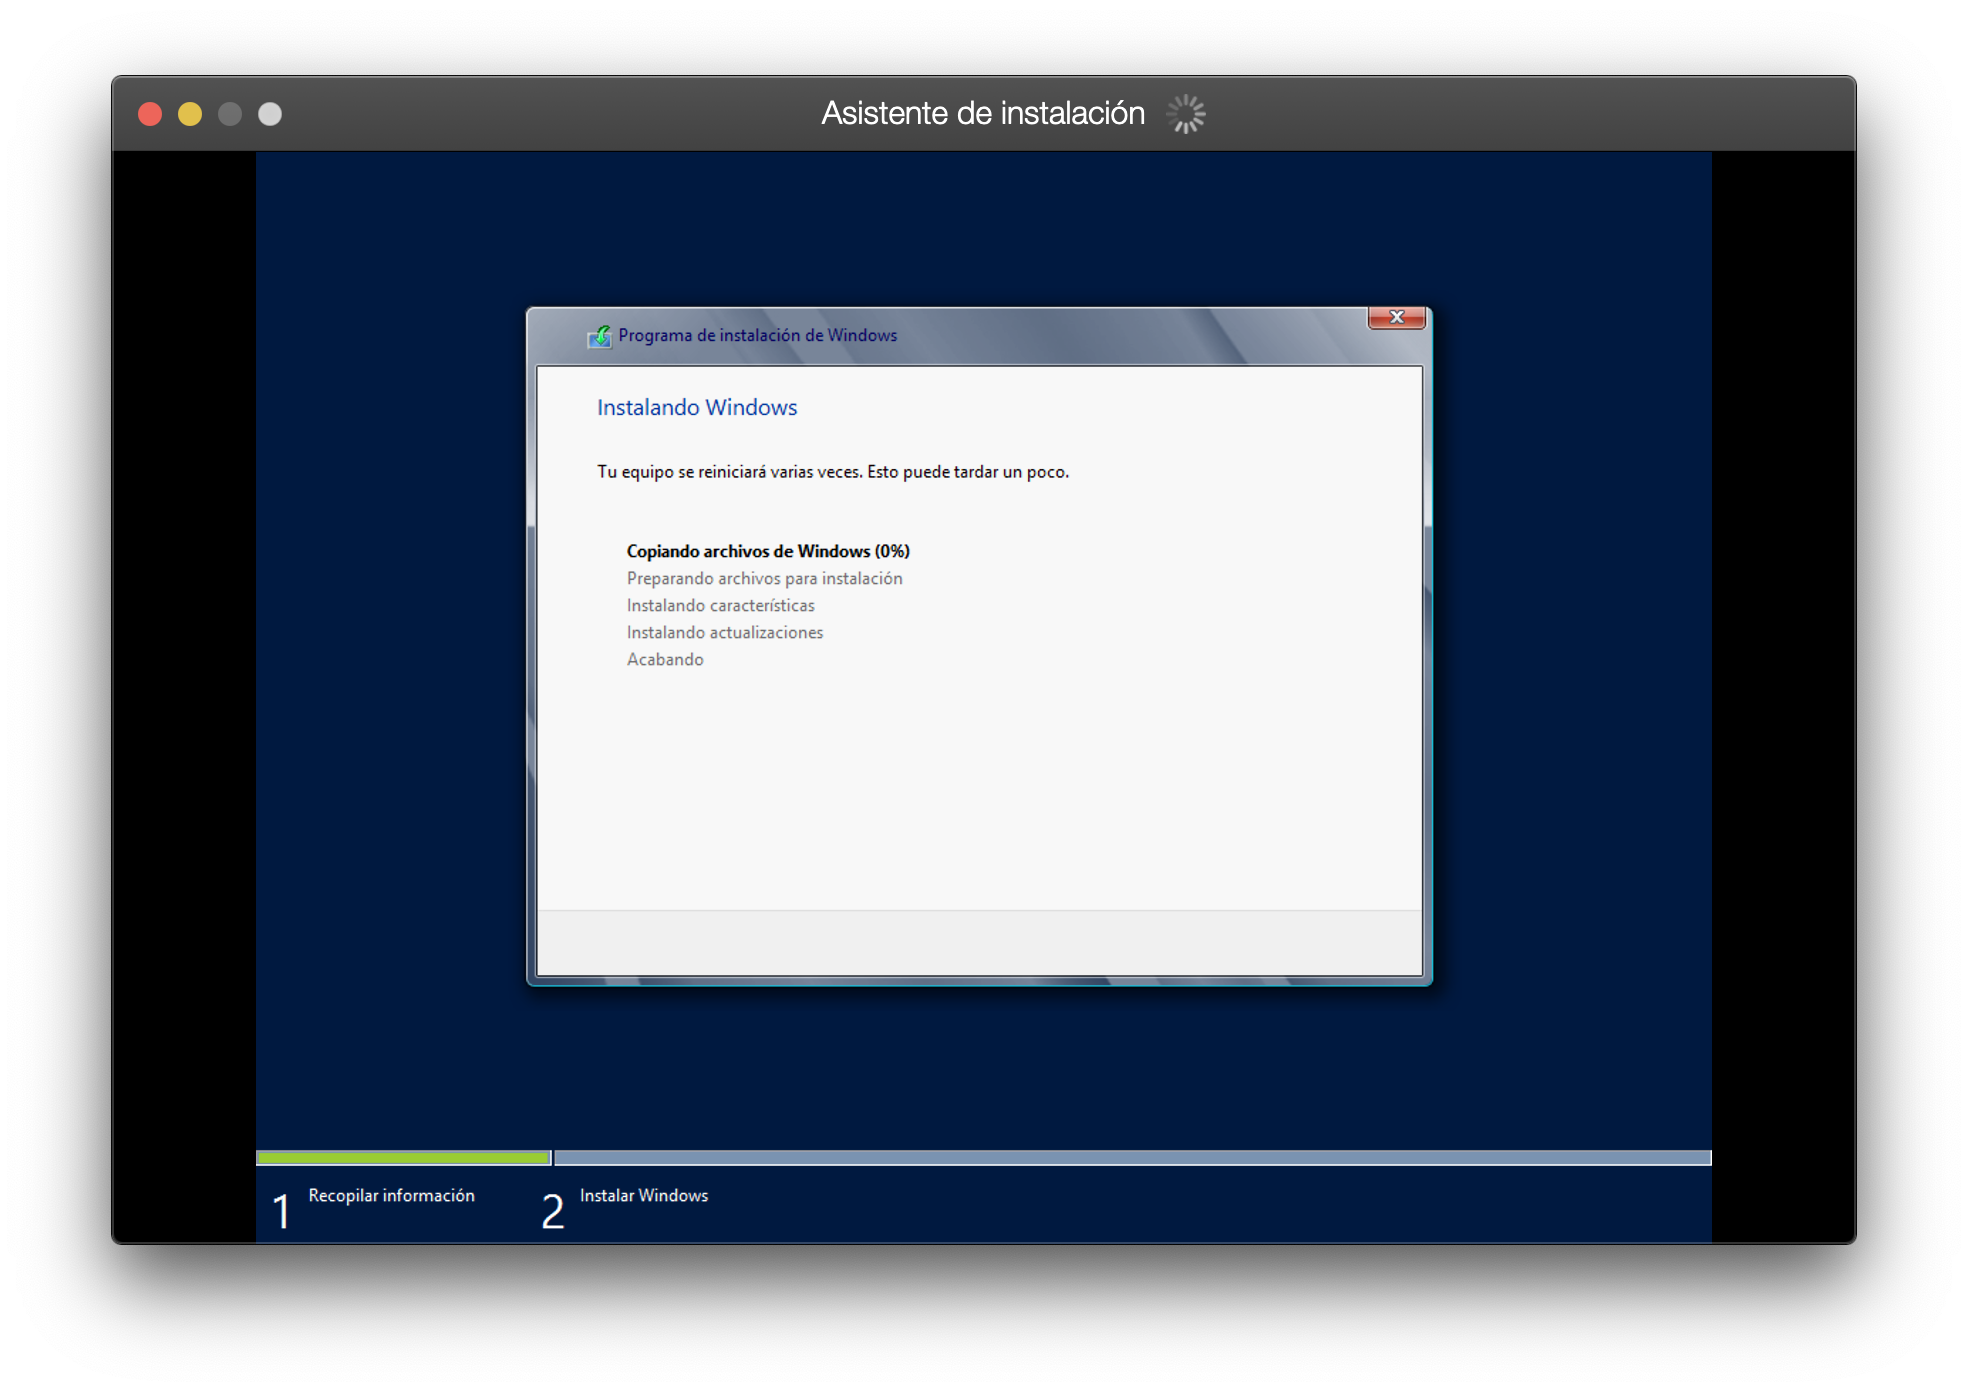 Asistente de instalación
Programa de instalación de Windows
Instalando Windows
Tu equipo se reiniciará varias veces. Esto puede tardar un poco.
Copiando archivos de Windows (0%)
Preparando archivos para instalación
Instalando características
Instalando actualizaciones
Acabando
1 Recopilar información
2 Instalar Windows